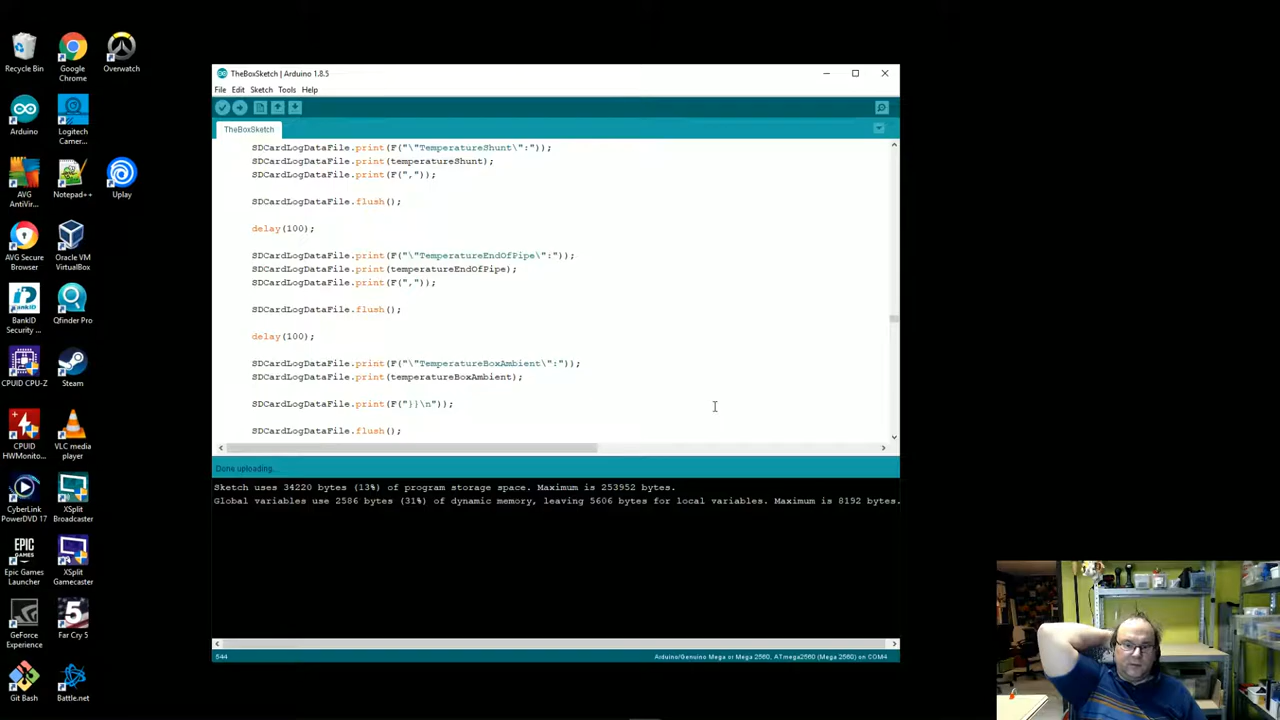 Recycle Bin
Google Chrome
Overwatch
Arduino
Logitech Camer...
AVG AntiVir...
Notepad++
Uplay
AVG Secure Browser
Oracle VM VirtualBox
BankID Security ...
Qfinder Pro
CPUID CPU-Z
Steam
CPUID HWMonito...
VLC media player
CyberLink PowerDVD 17
XSplit Broadcaster
Epic Games Launcher
XSplit Gamecaster
GeForce Experience
Far Cry 5
Git Bash
Battle.net
TheBoxSketch | Arduino 1.8.5
File Edit Sketch Tools Help
TheBoxSketch
SDCardLogDataFile.print(F("\"TemperatureShunt\":"));
SDCardLogDataFile.print(temperatureShunt);
SDCardLogDataFile.print(F(","));
SDCardLogDataFile.flush();
delay(100);
SDCardLogDataFile.print(F("\"TemperatureEndOfPipe\":"));
SDCardLogDataFile.print(temperatureEndOfPipe);
SDCardLogDataFile.print(F(","));
SDCardLogDataFile.flush();
delay(100);
SDCardLogDataFile.print(F("\"TemperatureBoxAmbient\":"));
SDCardLogDataFile.print(temperatureBoxAmbient);
SDCardLogDataFile.print(F("}}\n"));
SDCardLogDataFile.flush();
Done uploading.
Sketch uses 34220 bytes (13%) of program storage space. Maximum is 253952 bytes.
Global variables use 2586 bytes (31%) of dynamic memory, leaving 5606 bytes for local variables. Maximum is 8192 bytes.
544
Arduino/Genuino Mega or Mega 2560, ATmega2560 (Mega 2560) on COM4